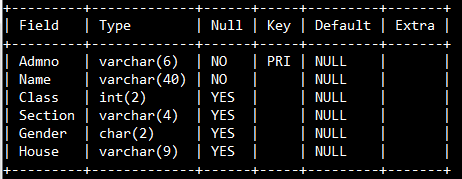 +---------+-------------+------+-----+---------+-------+
| Field   | Type        | Null | Key | Default | Extra |
+---------+-------------+------+-----+---------+-------+
| Admno   | varchar(6)  | NO   | PRI | NULL    |       |
| Name    | varchar(40) | NO   |     | NULL    |       |
| Class   | int(2)      | YES  |     | NULL    |       |
| Section | varchar(4)  | YES  |     | NULL    |       |
| Gender  | char(2)     | YES  |     | NULL    |       |
| House   | varchar(9)  | YES  |     | NULL    |       |
+---------+-------------+------+-----+---------+-------+